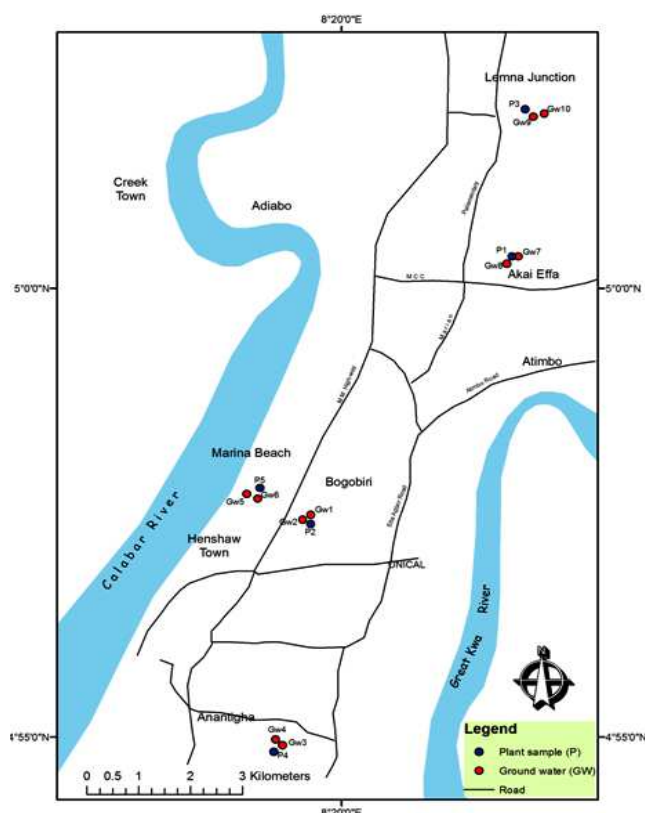 8°20'0"E
Lemna Junction
P3
Gw10
Gw9
Creek
Town
Adiabo
P1
Gw7
Gw8
Akai Effa
M C C
5°0'0"N
5°0'0"N
Marian
Atimbo
Atimbo Road
M M Highway
Marina Beach
P5
Gw5
Gw6
Bogobiri
Gw1
Gw2
P2
Henshaw
Town
Calabar River
UNICAL
Great Kwa River
Anantigha
Gw4
Gw3
P4
0 0.5 1 2 3 Kilometers
Legend
Plant sample (P)
Ground water (GW)
Road
4°55'0"N
4°55'0"N
8°20'0"E